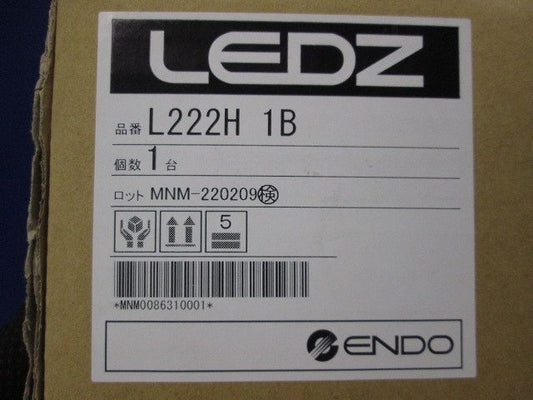 LEDZ
品番 L222H 1B
個数 1 台
ロット MNM-220209検
5
*MNM0086310001*
ENDO